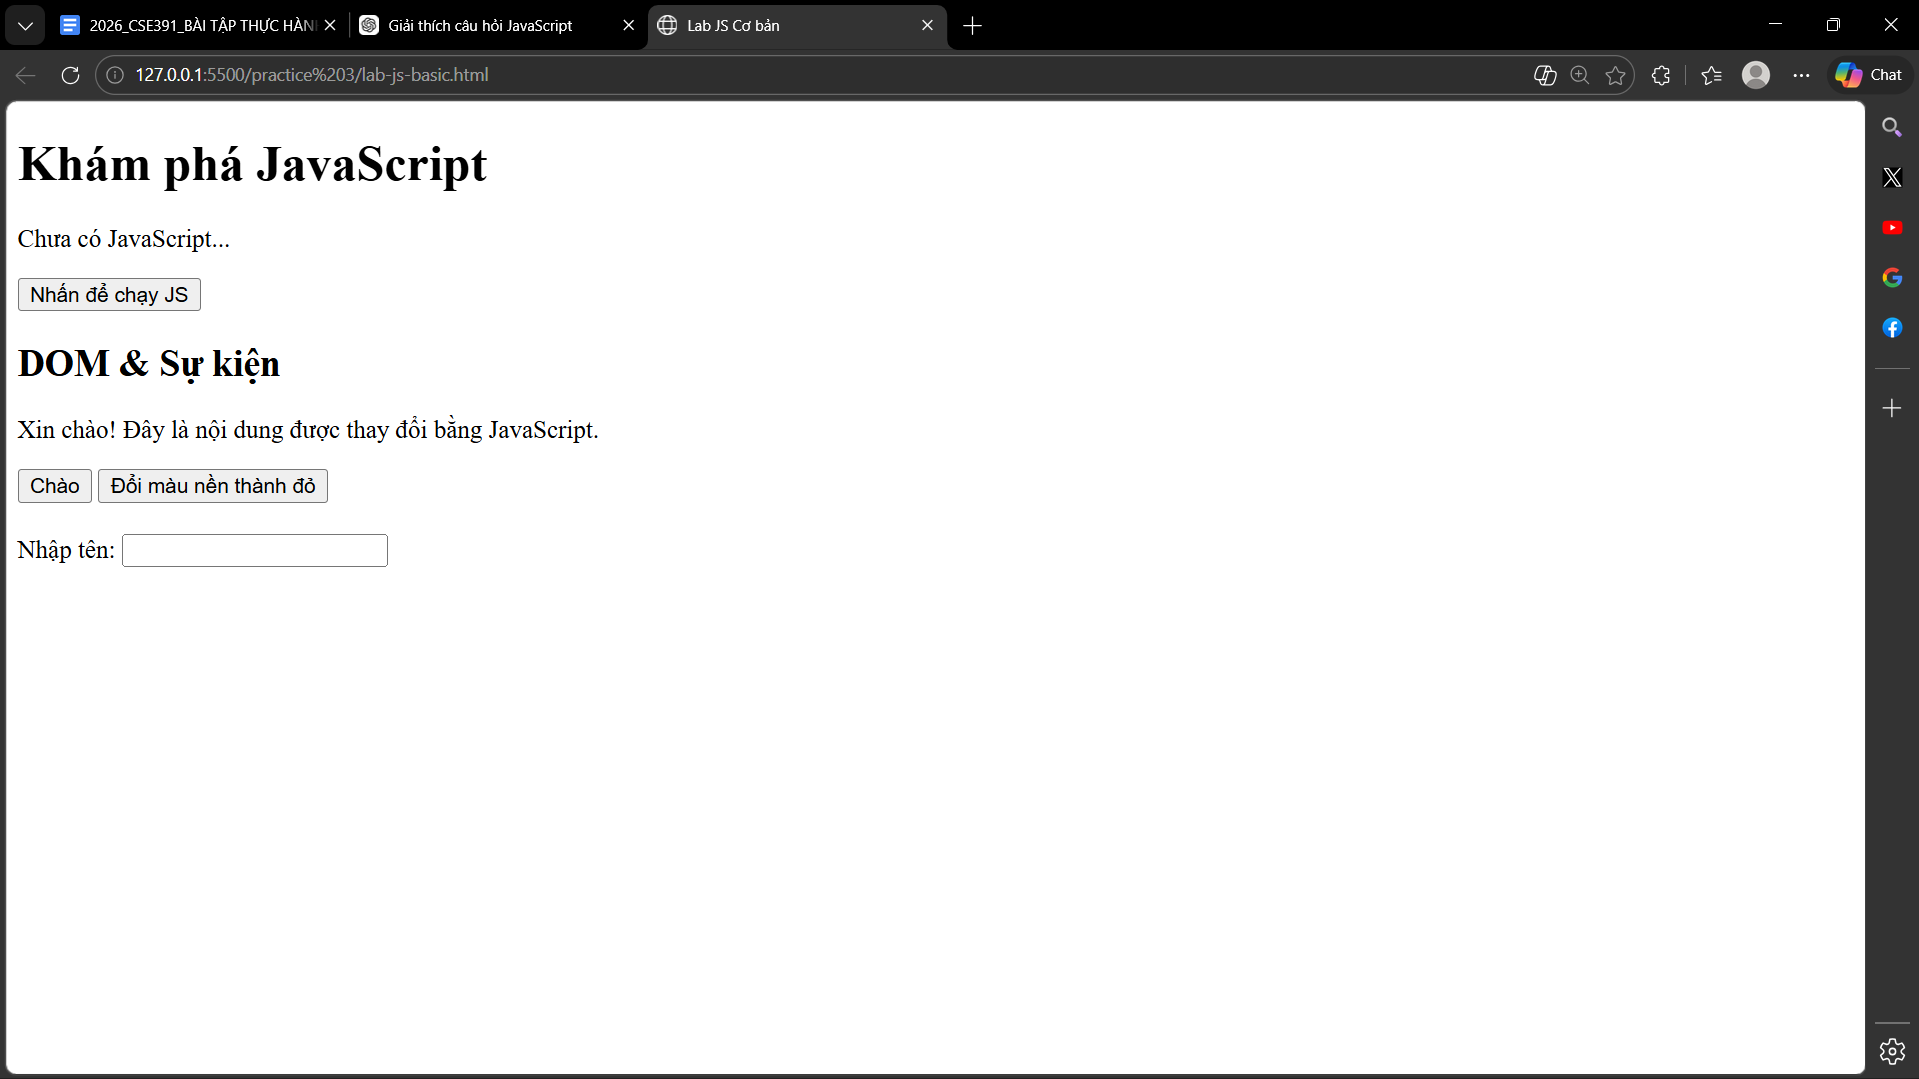 2026_CSE391_BÀI TẬP THỰC HÀNH
Giải thích câu hỏi JavaScript
Lab JS Cơ bản
127.0.0.1:5500/practice%203/lab-js-basic.html
Chat
Khám phá JavaScript
Chưa có JavaScript...
Nhấn để chạy JS
DOM & Sự kiện
Xin chào! Đây là nội dung được thay đổi bằng JavaScript.
Chào Đổi màu nền thành đỏ
Nhập tên: